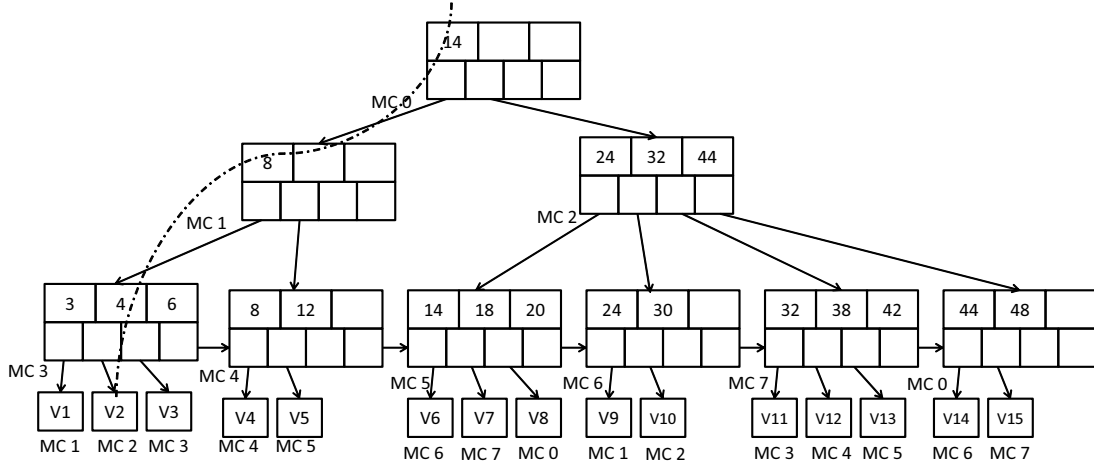 14
MC 0
8
24 32 44
MC 1
MC 2
3 4 6
8 12
14 18 20
24 30
32 38 42
44 48
MC 3
MC 4
MC 5
MC 6
MC 7
MC 0
V1 V2 V3
V4 V5
V6 V7 V8
V9 V10
V11 V12 V13
V14 V15
MC 1 MC 2 MC 3
MC 4 MC 5
MC 6 MC 7 MC 0
MC 1 MC 2
MC 3 MC 4 MC 5
MC 6 MC 7